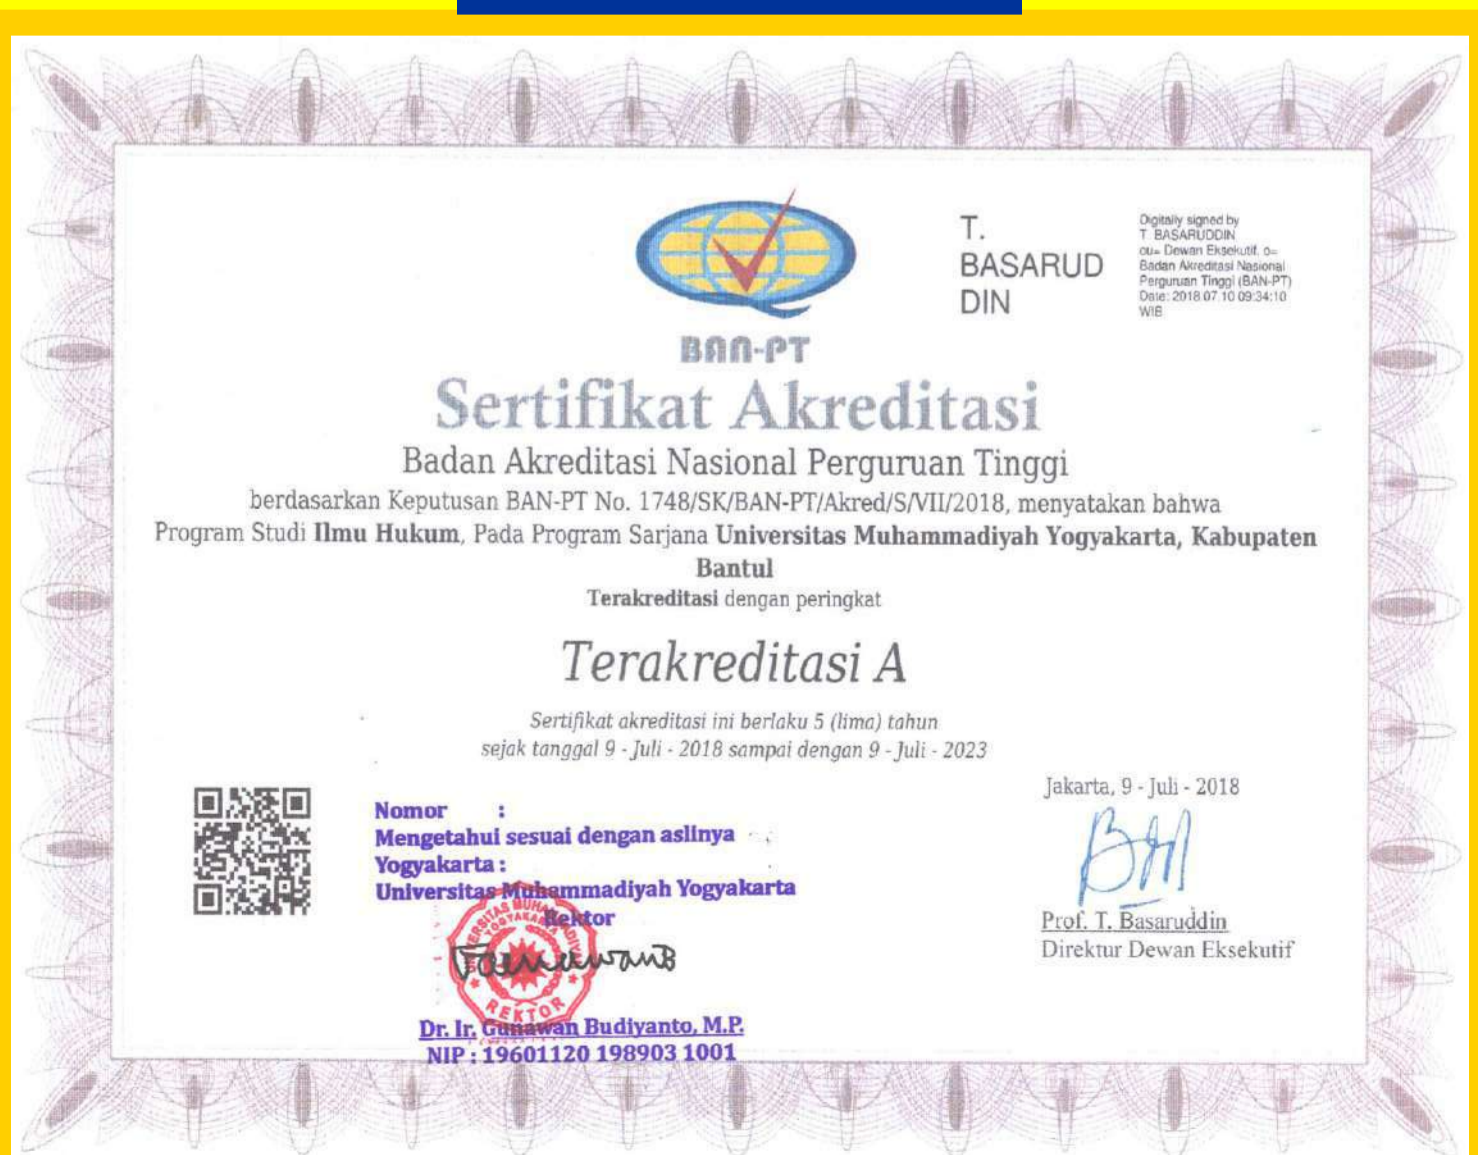 T.
BASARUD
DIN
Digitally signed by
T. BASARUDDIN
ou= Dewan Eksekutif, o=
Badan Akreditasi Nasional
Perguruan Tinggi (BAN-PT)
Date: 2018.07.10 09:34:10
WIB
BAN-PT
Sertifikat Akreditasi
Badan Akreditasi Nasional Perguruan Tinggi
berdasarkan Keputusan BAN-PT No. 1748/SK/BAN-PT/Akred/S/VII/2018, menyatakan bahwa
Program Studi Ilmu Hukum, Pada Program Sarjana Universitas Muhammadiyah Yogyakarta, Kabupaten
Bantul
Terakreditasi dengan peringkat
Terakreditasi A
Sertifikat akreditasi ini berlaku 5 (lima) tahun
sejak tanggal 9 - Juli - 2018 sampai dengan 9 - Juli - 2023
Jakarta, 9 - Juli - 2018
Prof. T. Basaruddin
Direktur Dewan Eksekutif
Nomor :
Mengetahui sesuai dengan aslinya
Yogyakarta :
Universitas Muhammadiyah Yogyakarta
Rektor
UNIVERSITAS MUHAMMADIYAH
YOGYAKARTA
REKTOR
Dr. Ir. Gunawan Budiyanto, M.P.
NIP : 19601120 198903 1001